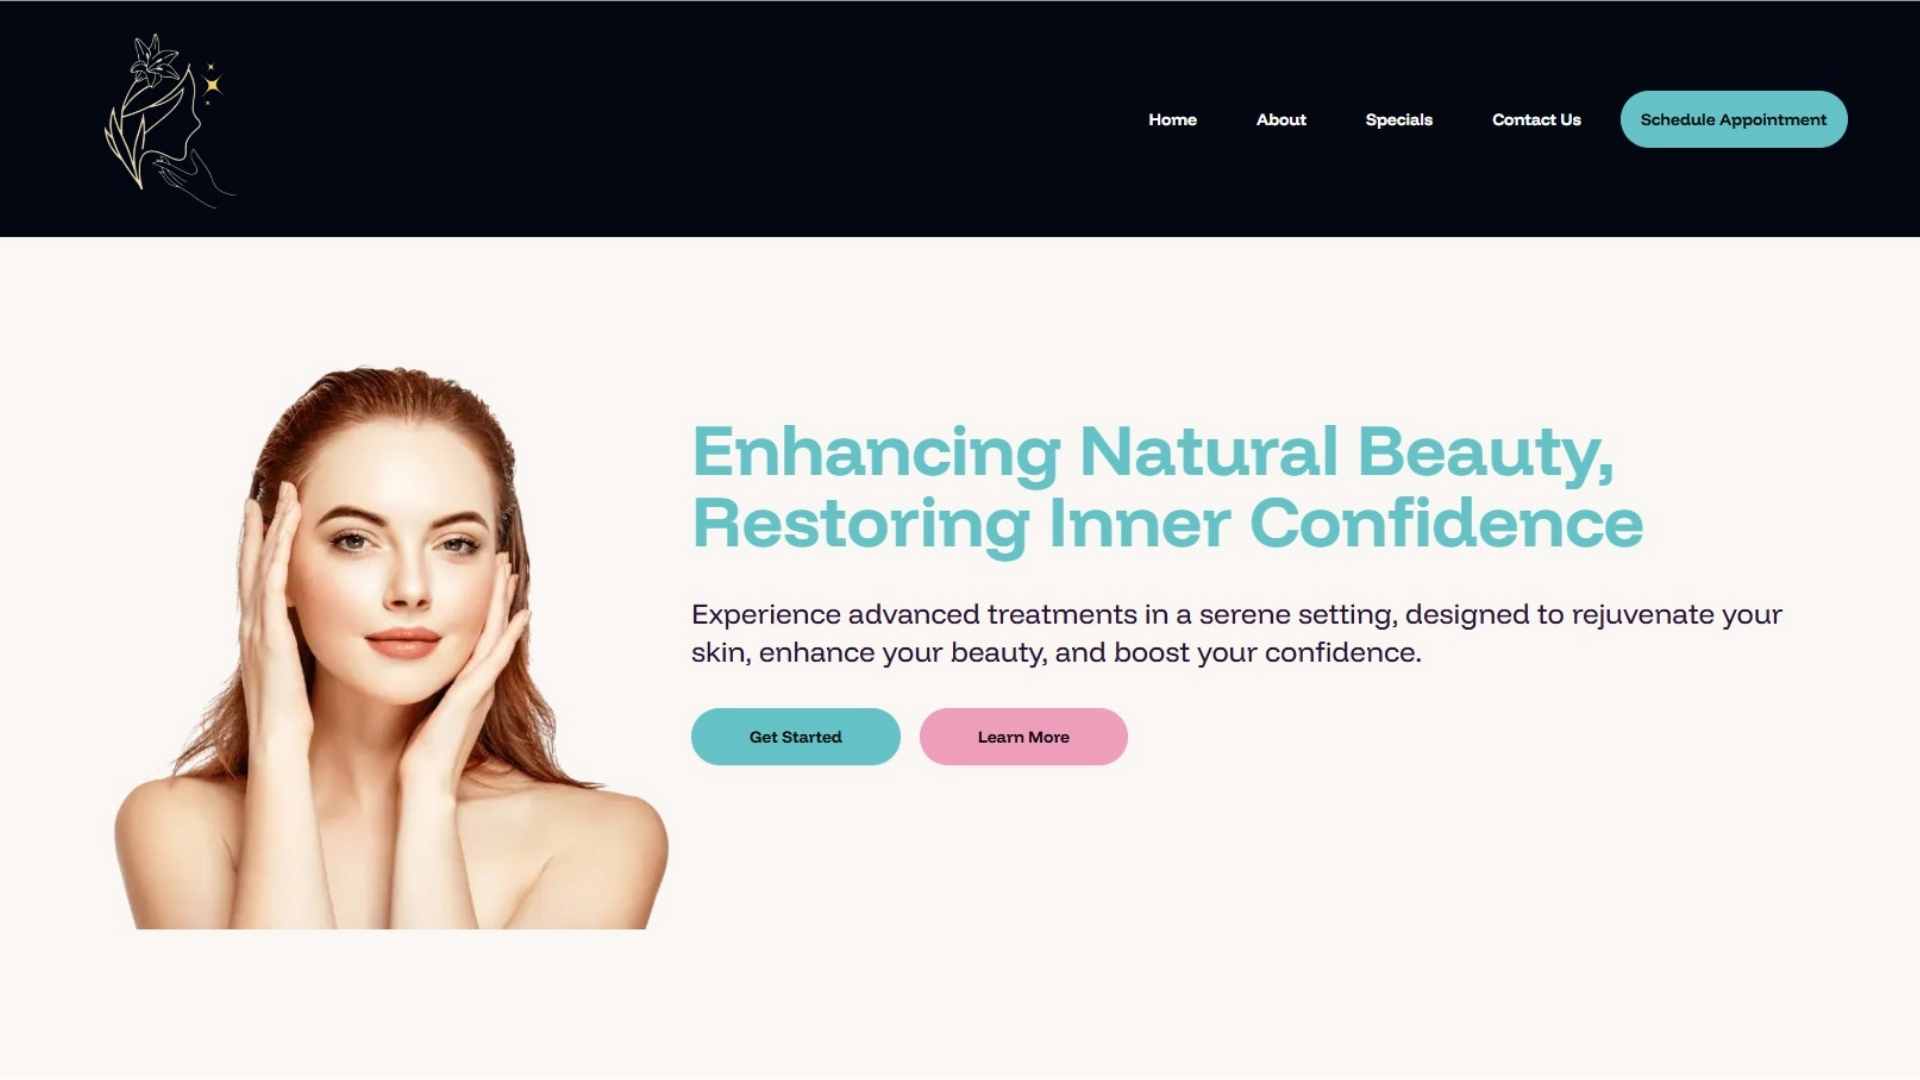 Home
About
Specials
Contact Us
Schedule Appointment
Enhancing Natural Beauty,
Restoring Inner Confidence
Experience advanced treatments in a serene setting, designed to rejuvenate your
skin, enhance your beauty, and boost your confidence.
Get Started
Learn More